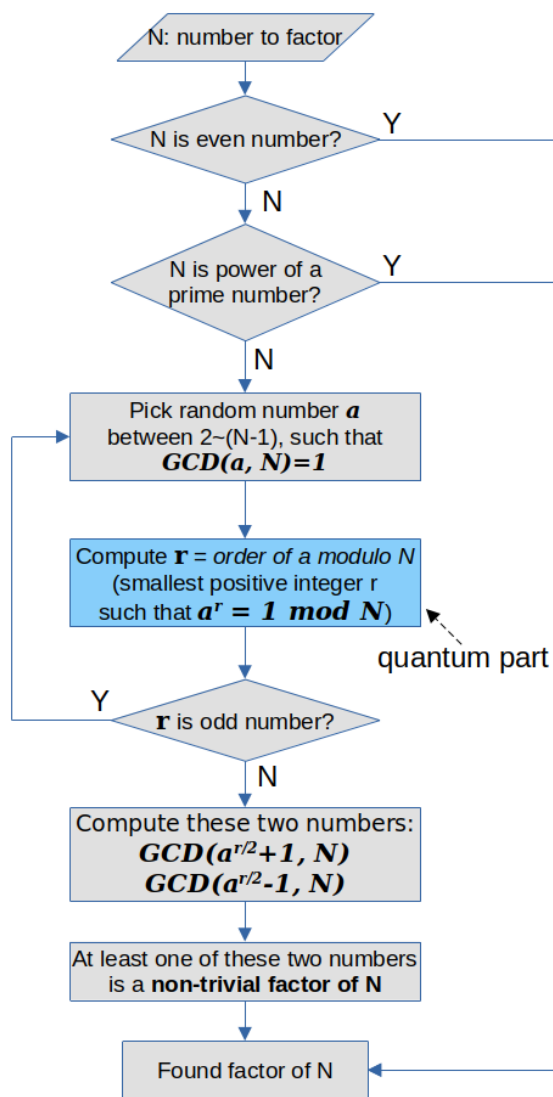 N: number to factor
N is even number?
Y
N
N is power of a
prime number?
Y
N
Pick random number a
between 2~(N-1), such that
GCD(a, N)=1
Compute r = order of a modulo N
(smallest positive integer r
such that a^r = 1 mod N)
quantum part
Y
r is odd number?
N
Compute these two numbers:
GCD(a^r/2+1, N)
GCD(a^r/2-1, N)
At least one of these two numbers
is a non-trivial factor of N
Found factor of N